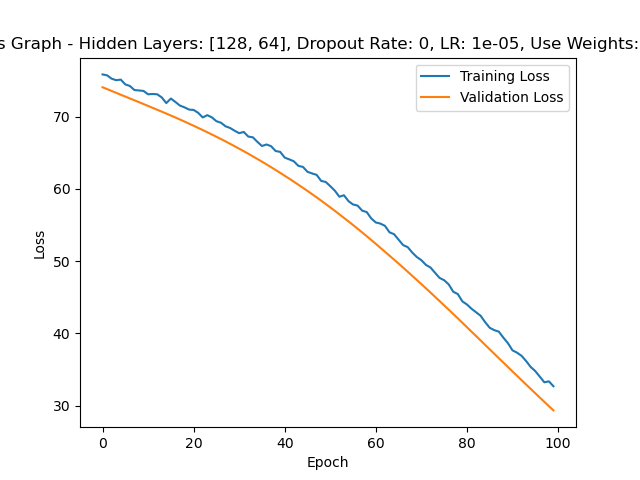 s Graph - Hidden Layers: [128, 64], Dropout Rate: 0, LR: 1e-05, Use Weights:
Training Loss
Validation Loss
70
60
50
40
30
Loss
0 20 40 60 80 100
Epoch